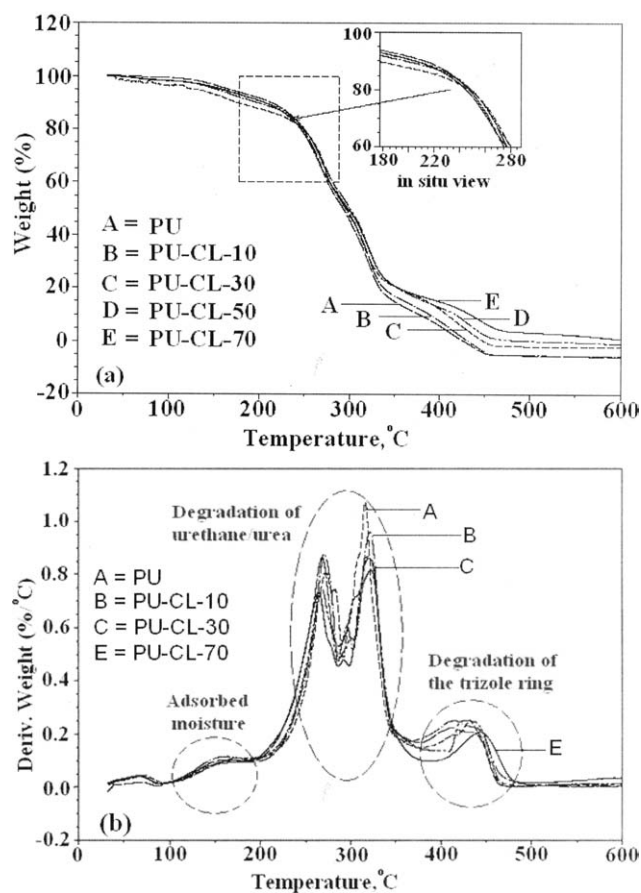 100
80
60
180 220 240 280
in situ view
120
100
80
60
40
20
0
-20
Weight (%)
A = PU
B = PU-CL-10
C = PU-CL-30
D = PU-CL-50
E = PU-CL-70
A
B
C
D
E
(a)
0 100 200 300 400 500 600
Temperature,°C
1.2
1.0
0.8
0.6
0.4
0.2
0.0
-0.2
Deriv. Weight (%/°C)
Degradation of
urethane/urea
A
B
C
A = PU
B = PU-CL-10
C = PU-CL-30
E = PU-CL-70
Adsorbed
moisture
Degradation of
the trizole ring
E
(b)
0 100 200 300 400 500 600
Temperature,°C